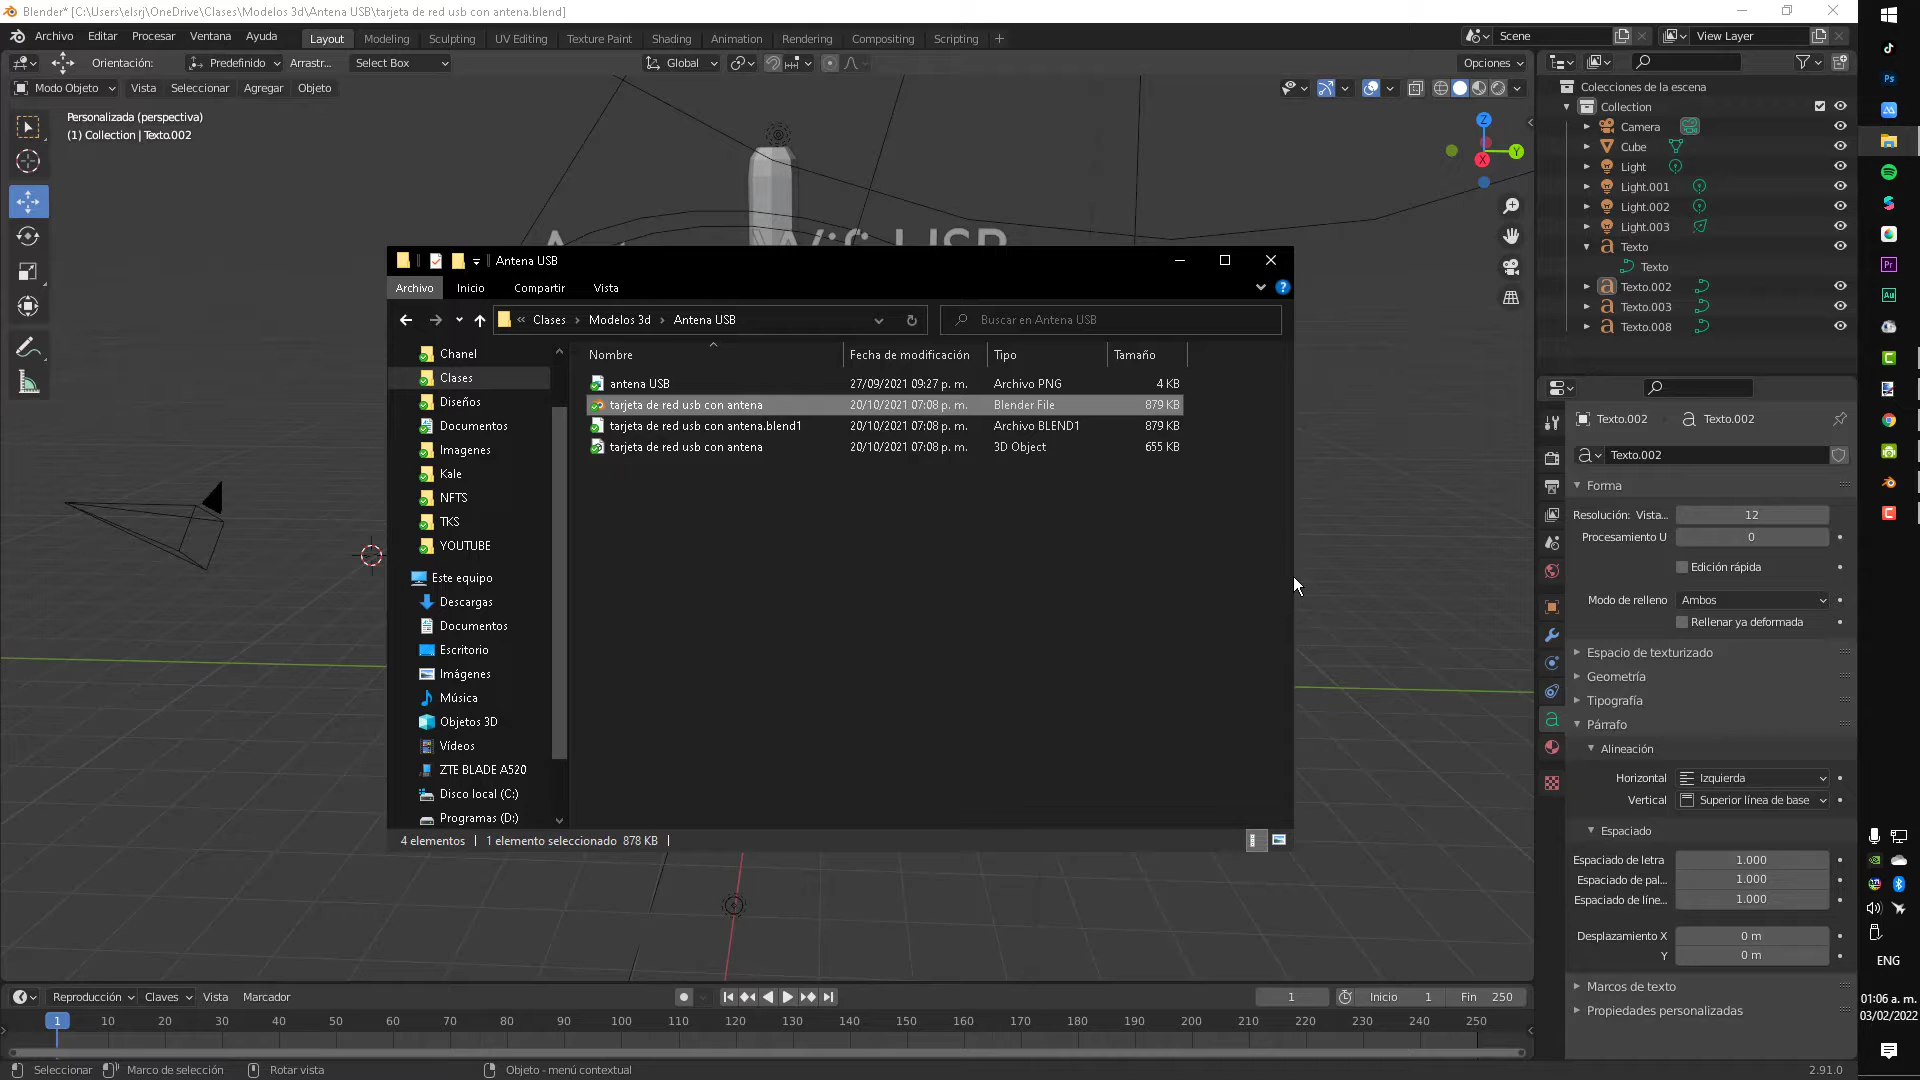 Blender* [C:\Users\elsrj\OneDrive\Clases\Modelos 3d\Antena USB\tarjeta de red usb con antena.blend]
Archivo Editar Procesar Ventana Ayuda Layout Modeling Sculpting UV Editing Texture Paint Shading Animation Rendering Compositing Scripting + Scene View Layer
Orientación: Predefinido Arrastr... Select Box Global Opciones
Modo Objeto Vista Seleccionar Agregar Objeto
Personalizada (perspectiva)
(1) Collection | Texto.002
Z
Y
X
Colecciones de la escena
Collection
Camera
Cube
Light
Light.001
Light.002
Light.003
Texto
Texto
Texto.002
Texto.003
Texto.008
Antena USB
Archivo Inicio Compartir Vista
« Clases › Modelos 3d › Antena USB Buscar en Antena USB
Nombre Fecha de modificación Tipo Tamaño
antena USB 27/09/2021 09:27 p. m. Archivo PNG 4 KB
tarjeta de red usb con antena 20/10/2021 07:08 p. m. Blender File 879 KB
tarjeta de red usb con antena.blend1 20/10/2021 07:08 p. m. Archivo BLEND1 879 KB
tarjeta de red usb con antena 20/10/2021 07:08 p. m. 3D Object 655 KB
Chanel
Clases
Diseños
Documentos
Imagenes
Kale
NFTS
TKS
YOUTUBE
Este equipo
Descargas
Documentos
Escritorio
Imágenes
Música
Objetos 3D
Vídeos
ZTE BLADE A520
Disco local (C:)
Programas (D:)
4 elementos 1 elemento seleccionado 878 KB
Texto.002 Texto.002
Texto.002
Forma
Resolución: Vista... 12
Procesamiento U 0
Edición rápida
Modo de relleno Ambos
Rellenar ya deformada
Espacio de texturizado
Geometría
Tipografía
Párrafo
Alineación
Horizontal Izquierda
Vertical Superior línea de base
Espaciado
Espaciado de letra 1.000
Espaciado de pal... 1.000
Espaciado de líne... 1.000
Desplazamiento X 0 m
Y 0 m
Marcos de texto
Propiedades personalizadas
Reproducción Claves Vista Marcador 1 Inicio 1 Fin 250
1 10 20 30 40 50 60 70 80 90 100 110 120 130 140 150 160 170 180 190 200 210 220 230 240 250
Seleccionar Marco de selección Rotar vista Objeto - menú contextual 2.91.0
Ps
Pr
Au
ENG
01:06 a. m.
03/02/2022